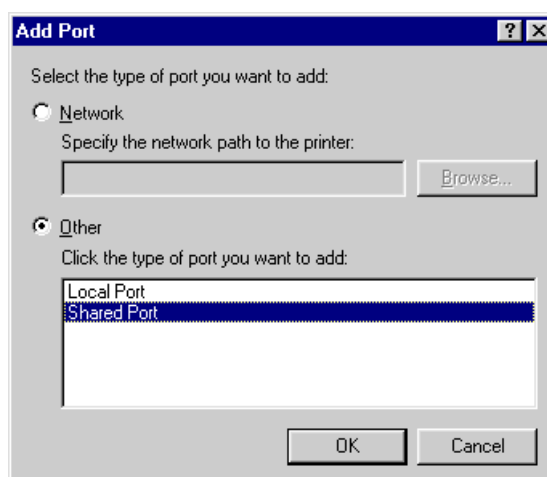 Add Port
Select the type of port you want to add:
Network
Specify the network path to the printer:
Browse...
Other
Click the type of port you want to add:
Local Port
Shared Port
OK Cancel